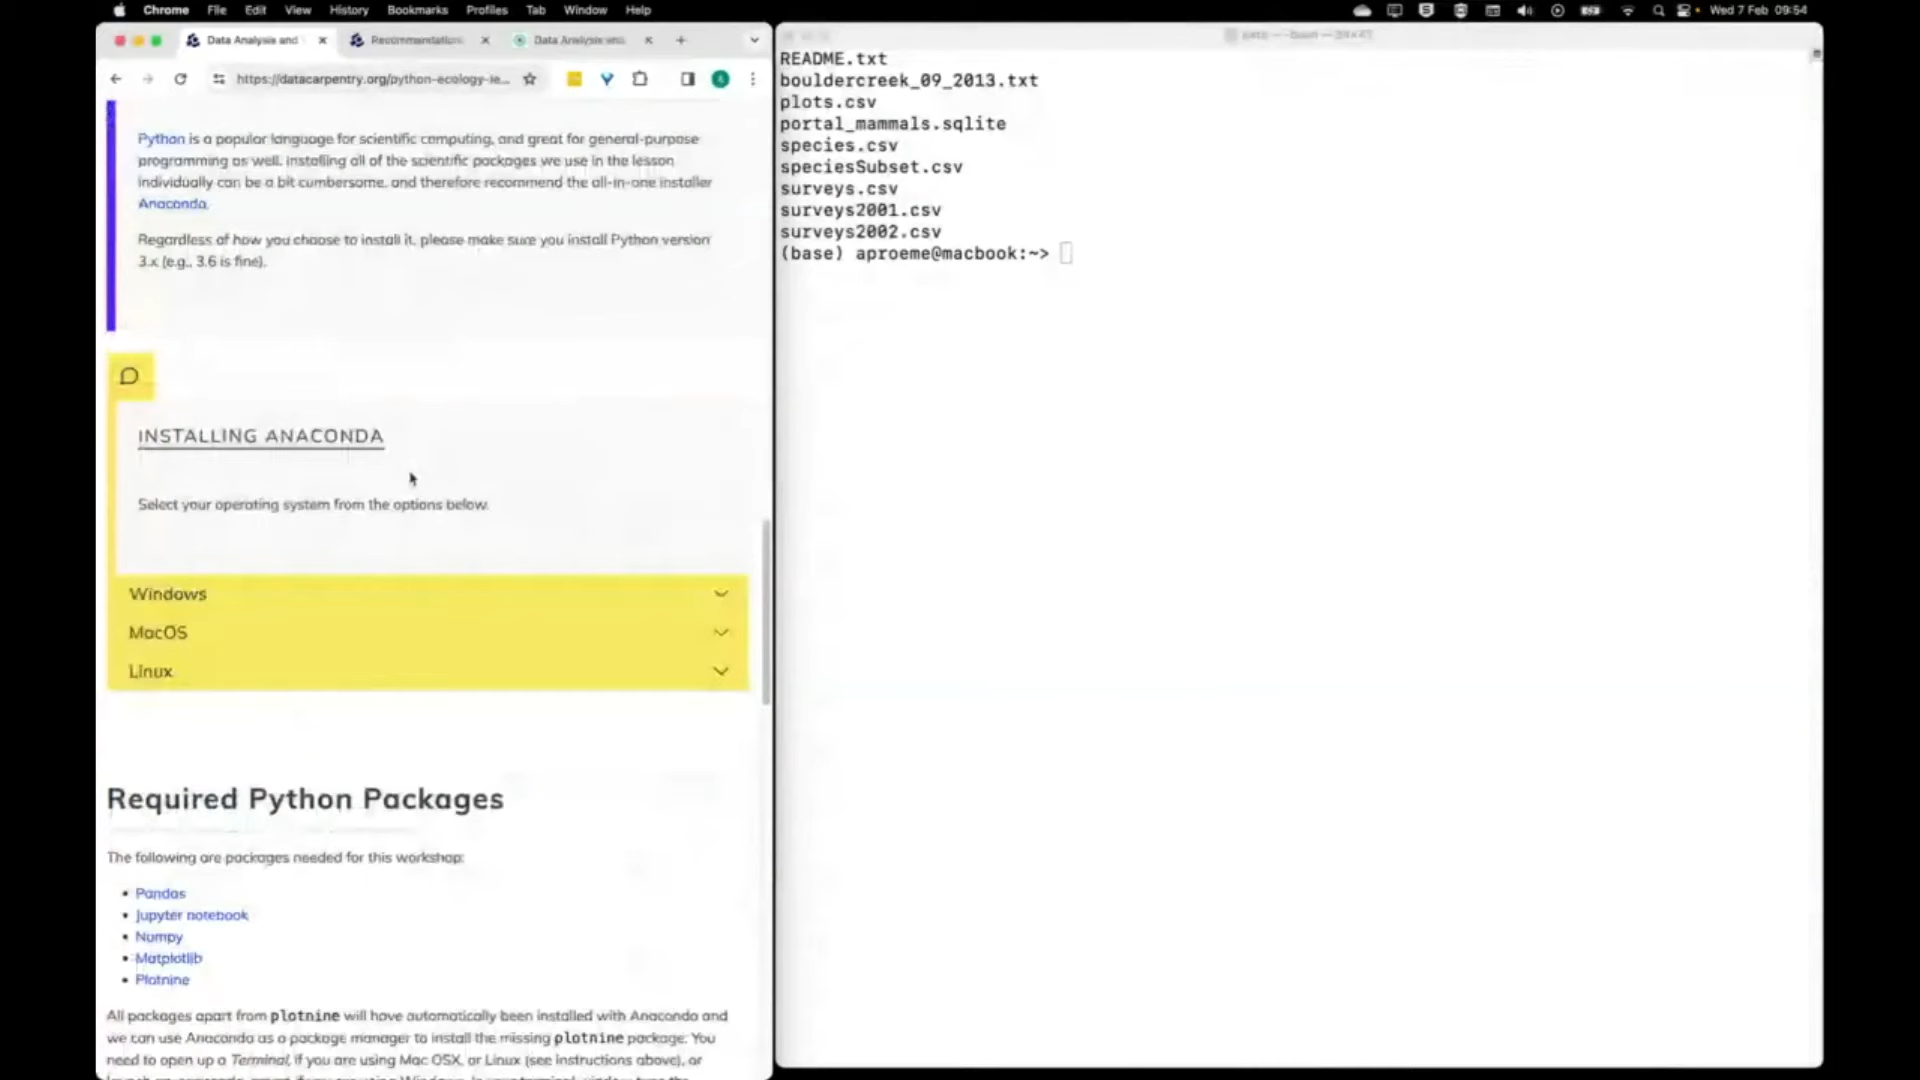 Chrome File Edit View History Bookmarks Profiles Tab Window Help
Wed 7 Feb 09:54
Data Analysis and
Recommendations
Data Analysis and
https://datacarpentry.org/python-ecology-le...
Python is a popular language for scientific computing, and great for general-purpose
programming as well. Installing all of the scientific packages we use in the lesson
individually can be a bit cumbersome, and therefore recommend the all-in-one installer
Anaconda.
Regardless of how you choose to install it, please make sure you install Python version
3.x (e.g., 3.6 is fine).
INSTALLING ANACONDA
Select your operating system from the options below.
Windows
MacOS
Linux
Required Python Packages
The following are packages needed for this workshop:
• Pandas
• Jupyter notebook
• Numpy
• Matplotlib
• Plotnine
All packages apart from plotnine will have automatically been installed with Anaconda and
we can use Anaconda as a package manager to install the missing plotnine package: You
need to open up a Terminal, if you are using Mac OSX, or Linux (see instructions above), or
README.txt
bouldercreek_09_2013.txt
plots.csv
portal_mammals.sqlite
species.csv
speciesSubset.csv
surveys.csv
surveys2001.csv
surveys2002.csv
(base) aproeme@macbook:~>